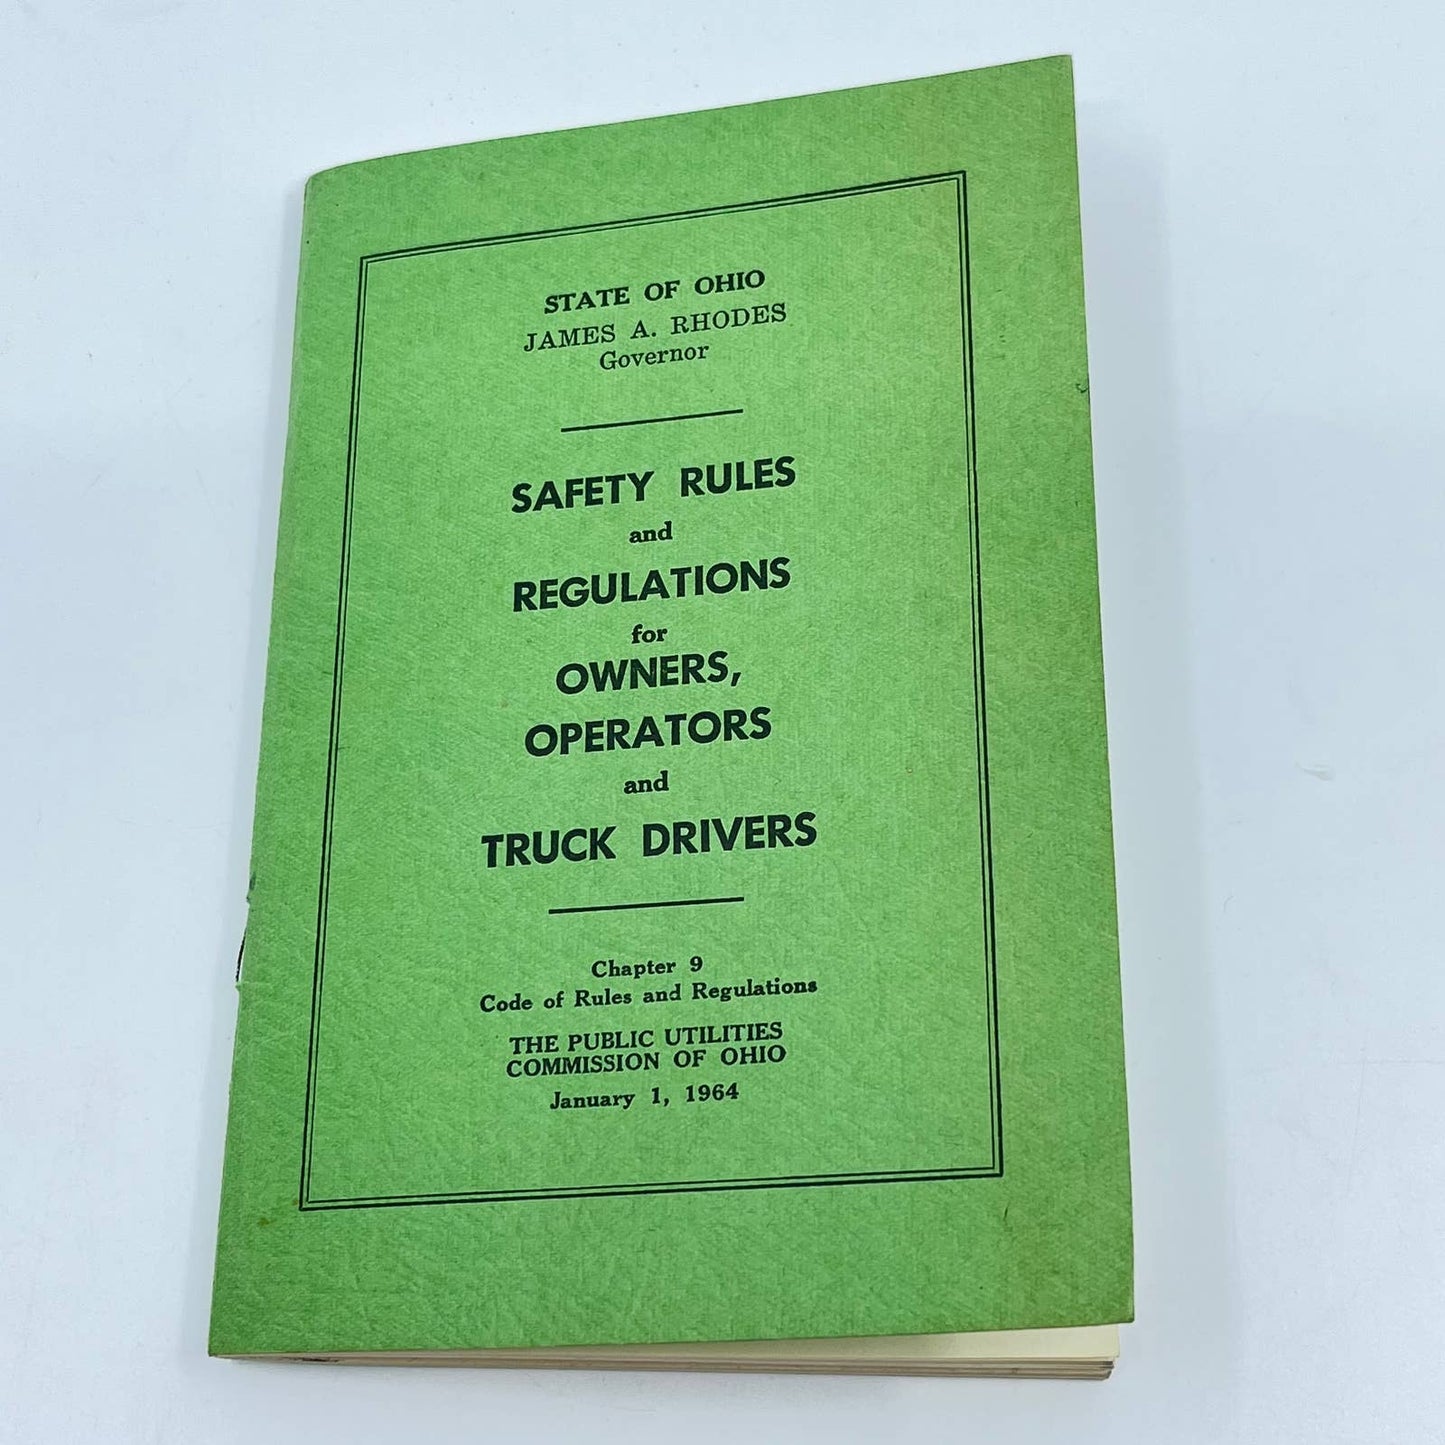 STATE OF OHIO
JAMES A. RHODES
Governor
SAFETY RULES
and
REGULATIONS
for
OWNERS,
OPERATORS
and
TRUCK DRIVERS
Chapter 9
Code of Rules and Regulations
THE PUBLIC UTILITIES
COMMISSION OF OHIO
January 1, 1964